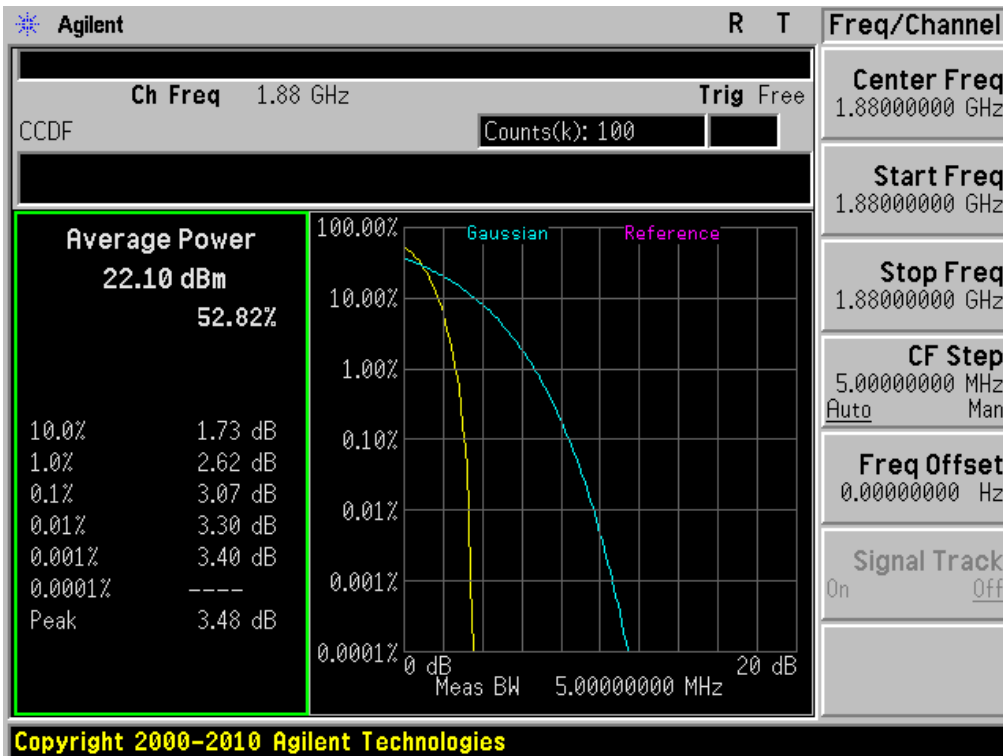 Agilent R T
Freq/Channel
Ch Freq 1.88 GHz Trig Free
CCDF Counts(k): 100
Average Power
22.10 dBm
52.82%
10.0% 1.73 dB
1.0% 2.62 dB
0.1% 3.07 dB
0.01% 3.30 dB
0.001% 3.40 dB
0.0001% ----
Peak 3.48 dB
Gaussian Reference
100.00%
10.00%
1.00%
0.10%
0.01%
0.001%
0.0001%
0 dB 20 dB
Meas BW 5.00000000 MHz
Center Freq
1.88000000 GHz
Start Freq
1.88000000 GHz
Stop Freq
1.88000000 GHz
CF Step
5.00000000 MHz
Auto Man
Freq Offset
0.00000000 Hz
Signal Track
On Off
Copyright 2000-2010 Agilent Technologies